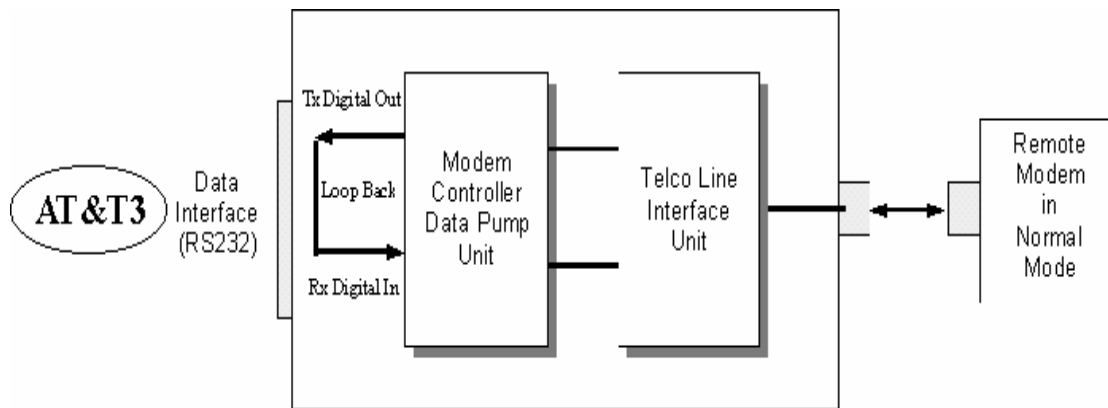 AT&T3
Data
Interface
(RS232)
Tx Digital Out
Loop Back
Rx Digital In
Modem
Controller
Data Pump
Unit
Telco Line
Interface
Unit
Remote
Modem
in
Normal
Mode